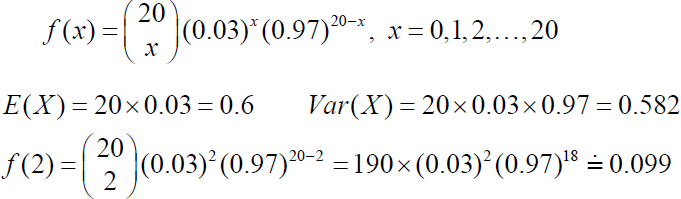 f(x) = (20 x) (0.03)^x (0.97)^{20−x}, x = 0,1,2,…,20
E(X) = 20 × 0.03 = 0.6 Var(X) = 20 × 0.03 × 0.97 = 0.582
f(2) = (20 2) (0.03)² (0.97)^{20−2} = 190 × (0.03)² (0.97)^{18} ≐ 0.099